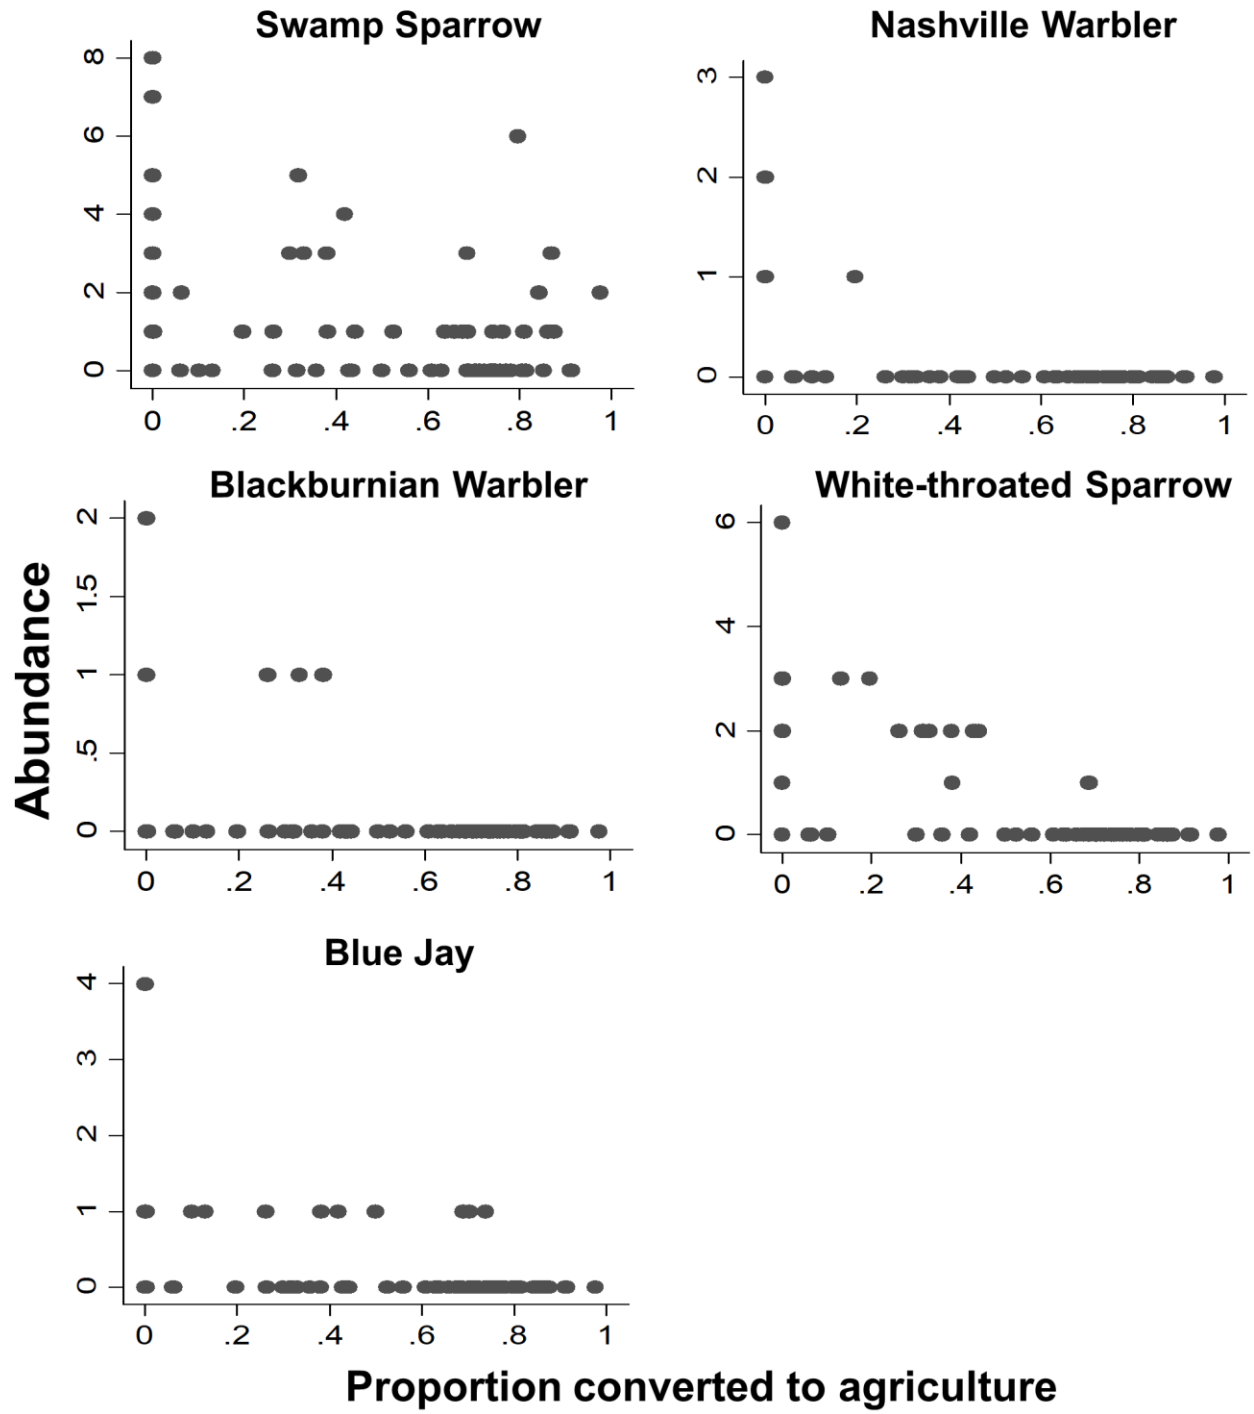 Swamp Sparrow
8
6
4
2
0
0 .2 .4 .6 .8 1
Nashville Warbler
3
2
1
0
0 .2 .4 .6 .8 1
Abundance
Blackburnian Warbler
2
1.5
1
.5
0
0 .2 .4 .6 .8 1
White-throated Sparrow
6
4
2
0
0 .2 .4 .6 .8 1
Blue Jay
4
3
2
1
0
0 .2 .4 .6 .8 1
Proportion converted to agriculture